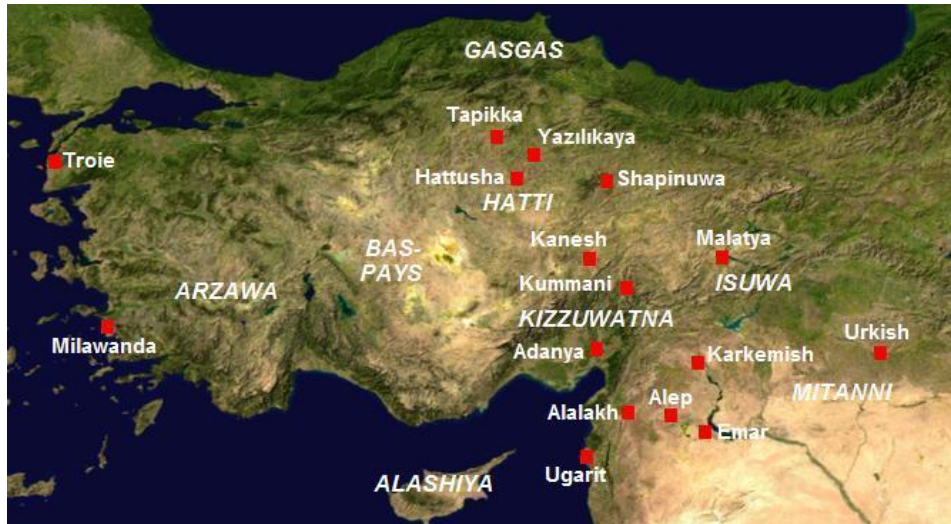 GASGAS
Tapikka
Yazılıkaya
Troie
Hattusha
Shapinuwa
HATTI
BAS-
PAYS
Kanesh
Malatya
ARZAWA
Kummani
ISUWA
KIZZUWATNA
Milawanda
Adanya
Karkemish
Urkish
MITANNI
Alalakh
Alep
Emar
Ugarit
ALASHIYA